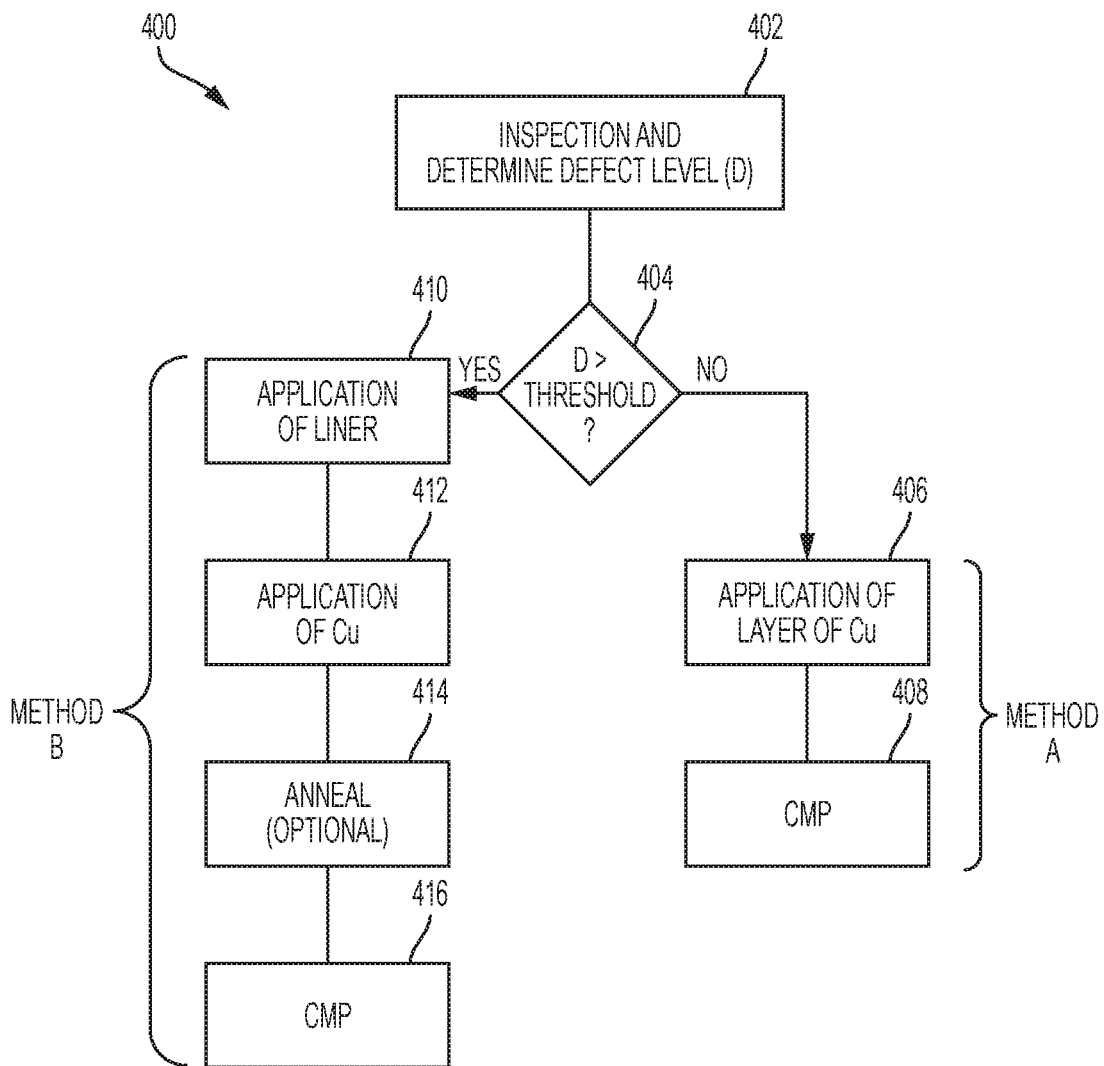 400
402
INSPECTION AND
DETERMINE DEFECT LEVEL (D)
404
D >
THRESHOLD
?
YES
NO
410
APPLICATION
OF LINER
412
APPLICATION
OF Cu
414
ANNEAL
(OPTIONAL)
416
CMP
METHOD
B
406
APPLICATION OF
LAYER OF Cu
408
CMP
METHOD
A